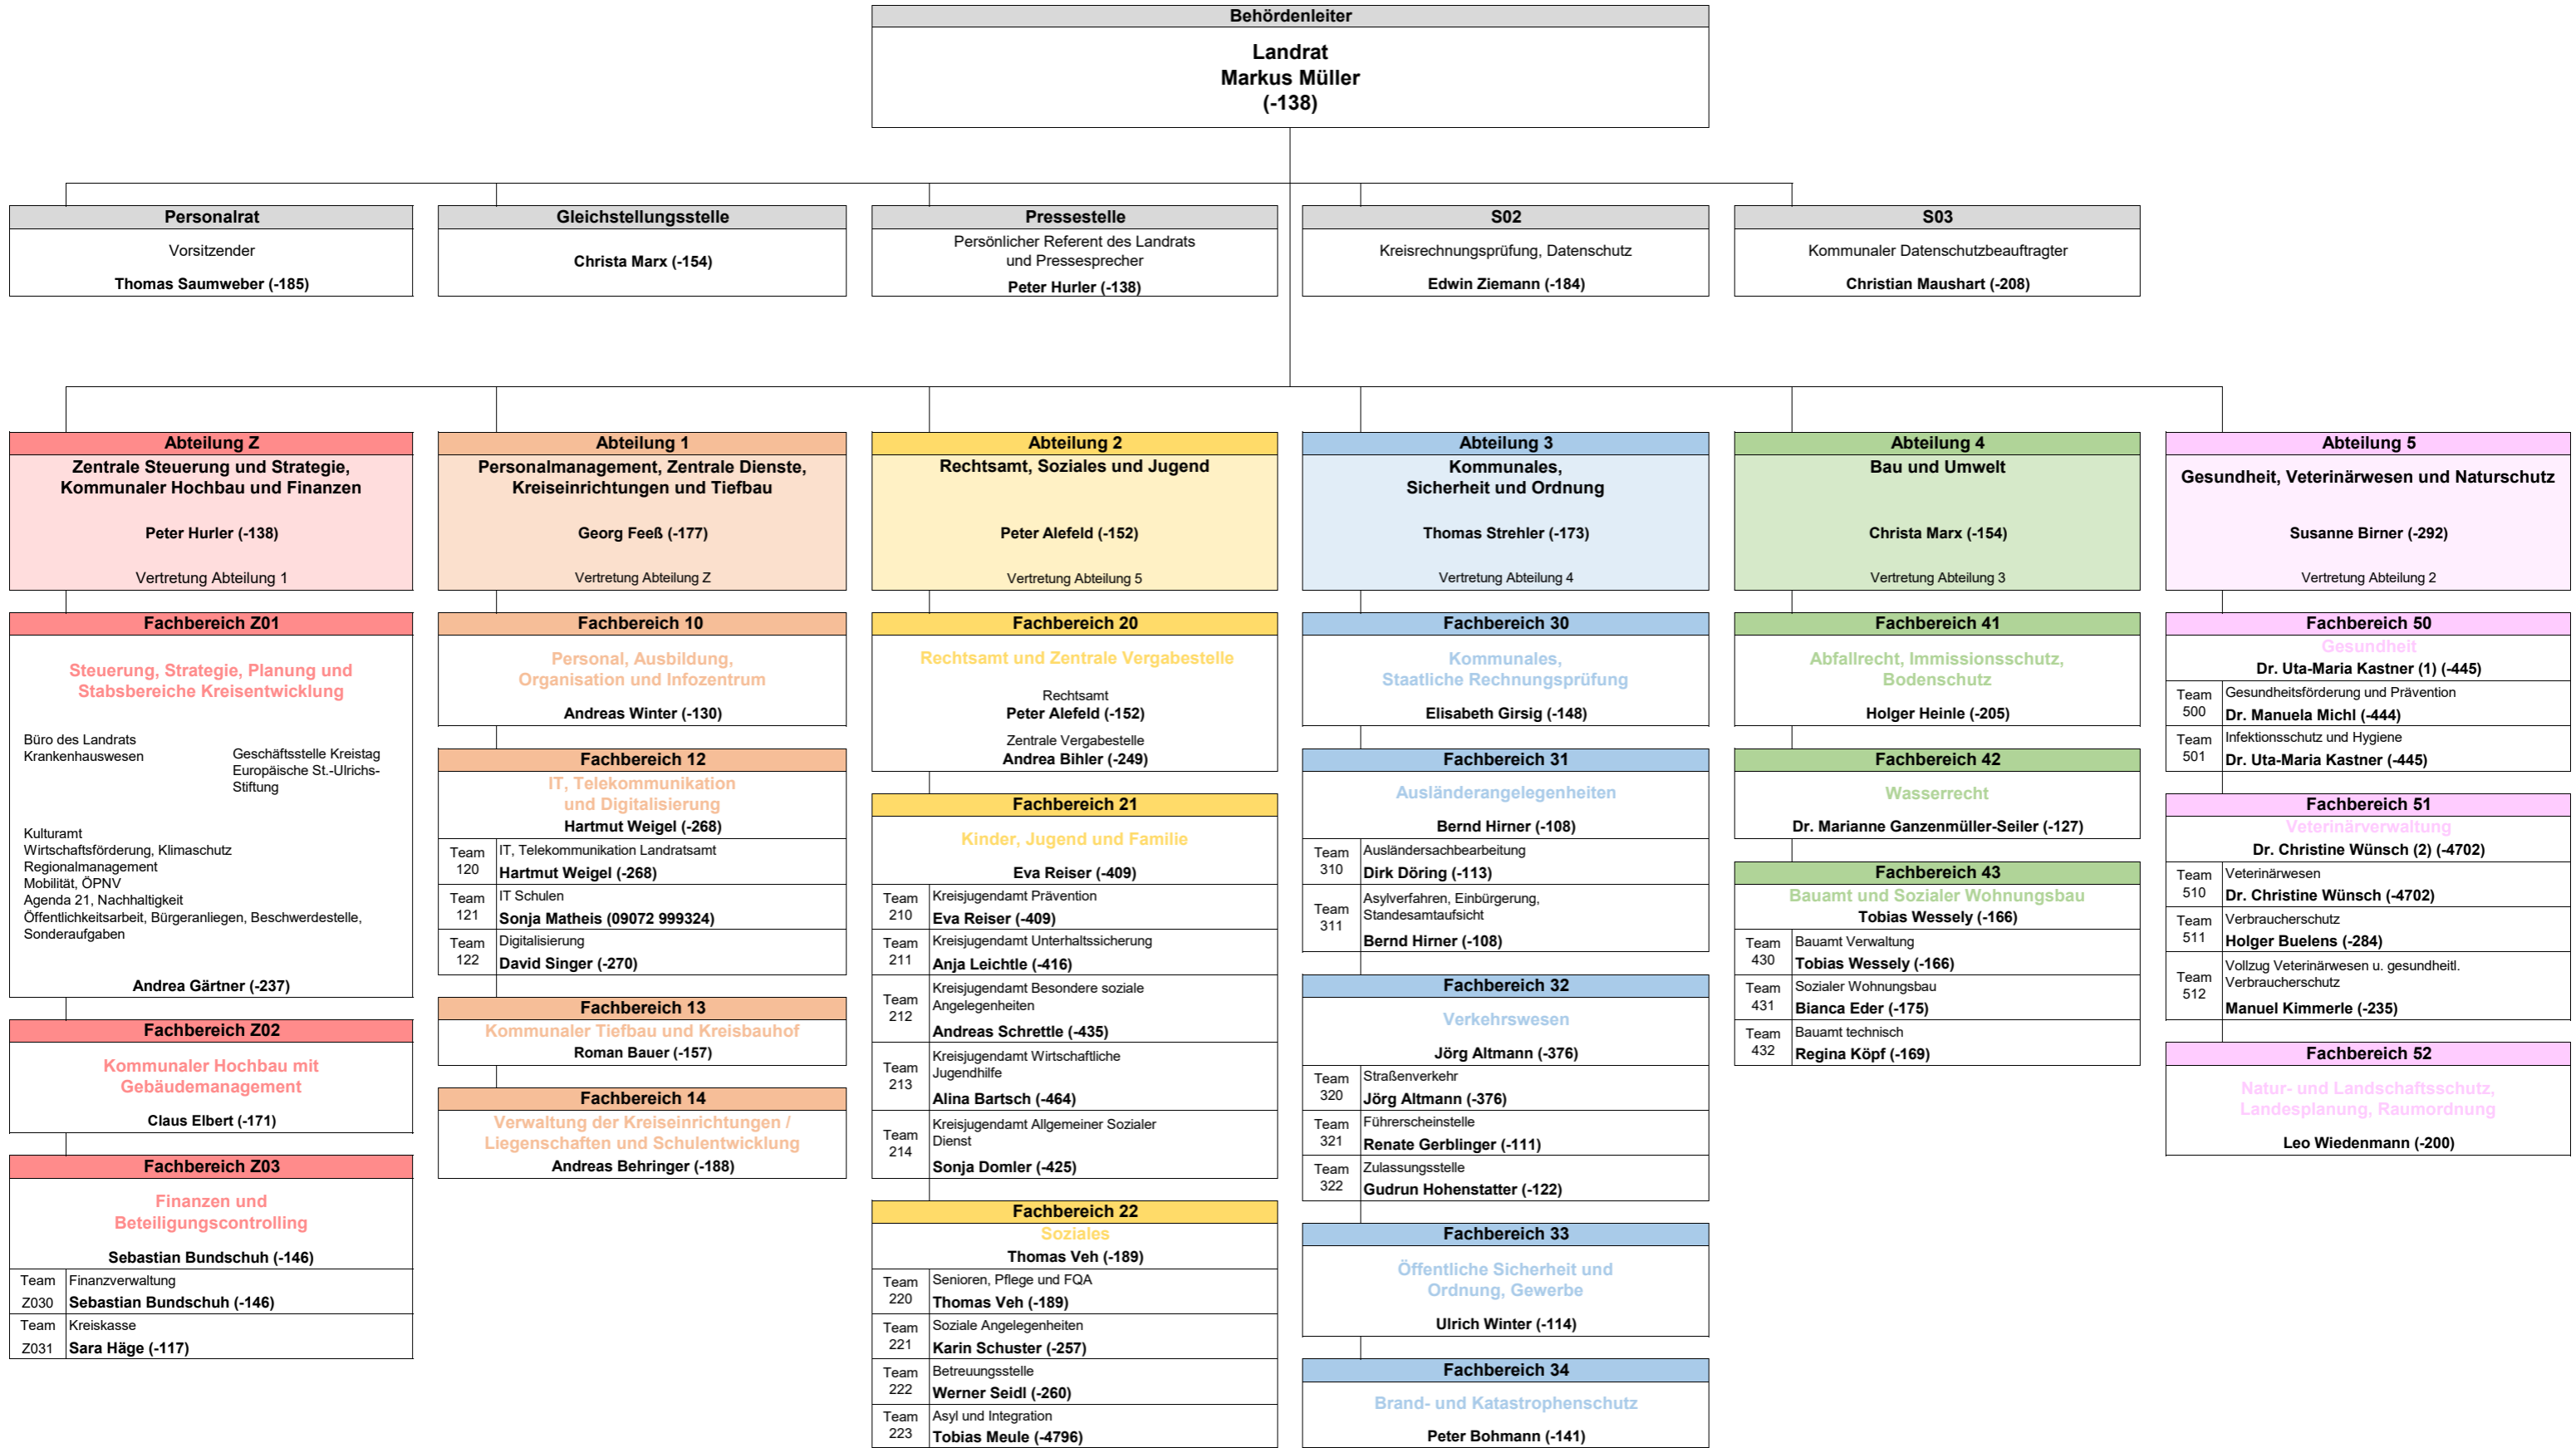 Behördenleiter
Landrat
Markus Müller
(-138)
Personalrat
Vorsitzender
Thomas Saumweber (-185)
Gleichstellungsstelle
Christa Marx (-154)
Pressestelle
Persönlicher Referent des Landrats
und Pressesprecher
Peter Hurler (-138)
S02
Kreisrechnungsprüfung, Datenschutz
Edwin Ziemann (-184)
S03
Kommunaler Datenschutzbeauftragter
Christian Maushart (-208)
Abteilung Z
Zentrale Steuerung und Strategie,
Kommunaler Hochbau und Finanzen
Peter Hurler (-138)
Vertretung Abteilung 1
Fachbereich Z01
Steuerung, Strategie, Planung und
Stabsbereiche Kreisentwicklung
Büro des Landrats
Krankenhauswesen
Geschäftsstelle Kreistag
Europäische St.-Ulrichs-
Stiftung
Kulturamt
Wirtschaftsförderung, Klimaschutz
Regionalmanagement
Mobilität, ÖPNV
Agenda 21, Nachhaltigkeit
Öffentlichkeitsarbeit, Bürgeranliegen, Beschwerdestelle,
Sonderaufgaben
Andrea Gärtner (-237)
Fachbereich Z02
Kommunaler Hochbau mit
Gebäudemanagement
Claus Elbert (-171)
Fachbereich Z03
Finanzen und
Beteiligungscontrolling
Sebastian Bundschuh (-146)
Team Finanzverwaltung
Z030 Sebastian Bundschuh (-146)
Team Kreiskasse
Z031 Sara Häge (-117)
Abteilung 1
Personalmanagement, Zentrale Dienste,
Kreiseinrichtungen und Tiefbau
Georg Feeß (-177)
Vertretung Abteilung Z
Fachbereich 10
Personal, Ausbildung,
Organisation und Infozentrum
Andreas Winter (-130)
Fachbereich 12
IT, Telekommunikation
und Digitalisierung
Hartmut Weigel (-268)
Team 120
IT, Telekommunikation Landratsamt
Hartmut Weigel (-268)
Team 121
IT Schulen
Sonja Matheis (09072 999324)
Team 122
Digitalisierung
David Singer (-270)
Fachbereich 13
Kommunaler Tiefbau und Kreisbauhof
Roman Bauer (-157)
Fachbereich 14
Verwaltung der Kreiseinrichtungen /
Liegenschaften und Schulentwicklung
Andreas Behringer (-188)
Abteilung 2
Rechtsamt, Soziales und Jugend
Peter Alefeld (-152)
Vertretung Abteilung 5
Fachbereich 20
Rechtsamt und Zentrale Vergabestelle
Rechtsamt
Peter Alefeld (-152)
Zentrale Vergabestelle
Andrea Bihler (-249)
Fachbereich 21
Kinder, Jugend und Familie
Eva Reiser (-409)
Team 210
Kreisjugendamt Prävention
Eva Reiser (-409)
Team 211
Kreisjugendamt Unterhaltssicherung
Anja Leichtle (-416)
Team 212
Kreisjugendamt Besondere soziale
Angelegenheiten
Andreas Schrettle (-435)
Team 213
Kreisjugendamt Wirtschaftliche
Jugendhilfe
Alina Bartsch (-464)
Team 214
Kreisjugendamt Allgemeiner Sozialer
Dienst
Sonja Domler (-425)
Fachbereich 22
Soziales
Thomas Veh (-189)
Team 220
Senioren, Pflege und FQA
Thomas Veh (-189)
Team 221
Soziale Angelegenheiten
Karin Schuster (-257)
Team 222
Betreuungsstelle
Werner Seidl (-260)
Team 223
Asyl und Integration
Tobias Meule (-4796)
Abteilung 3
Kommunales,
Sicherheit und Ordnung
Thomas Strehler (-173)
Vertretung Abteilung 4
Fachbereich 30
Kommunales,
Staatliche Rechnungsprüfung
Elisabeth Girsig (-148)
Fachbereich 31
Ausländerangelegenheiten
Bernd Hirner (-108)
Team 310
Ausländersachbearbeitung
Dirk Döring (-113)
Team 311
Asylverfahren, Einbürgerung,
Standesamtaufsicht
Bernd Hirner (-108)
Fachbereich 32
Verkehrswesen
Jörg Altmann (-376)
Team 320
Straßenverkehr
Jörg Altmann (-376)
Team 321
Führerscheinstelle
Renate Gerblinger (-111)
Team 322
Zulassungsstelle
Gudrun Hohenstatter (-122)
Fachbereich 33
Öffentliche Sicherheit und
Ordnung, Gewerbe
Ulrich Winter (-114)
Fachbereich 34
Brand- und Katastrophenschutz
Peter Bohmann (-141)
Abteilung 4
Bau und Umwelt
Christa Marx (-154)
Vertretung Abteilung 3
Fachbereich 41
Abfallrecht, Immissionsschutz,
Bodenschutz
Holger Heinle (-205)
Fachbereich 42
Wasserrecht
Dr. Marianne Ganzenmüller-Seiler (-127)
Fachbereich 43
Bauamt und Sozialer Wohnungsbau
Tobias Wessely (-166)
Team 430
Bauamt Verwaltung
Tobias Wessely (-166)
Team 431
Sozialer Wohnungsbau
Bianca Eder (-175)
Team 432
Bauamt technisch
Regina Köpf (-169)
Abteilung 5
Gesundheit, Veterinärwesen und Naturschutz
Susanne Birner (-292)
Vertretung Abteilung 2
Fachbereich 50
Gesundheit
Dr. Uta-Maria Kastner (1) (-445)
Team 500
Gesundheitsförderung und Prävention
Dr. Manuela Michl (-444)
Team 501
Infektionsschutz und Hygiene
Dr. Uta-Maria Kastner (-445)
Fachbereich 51
Veterinärverwaltung
Dr. Christine Wünsch (2) (-4702)
Team 510
Veterinärwesen
Dr. Christine Wünsch (-4702)
Team 511
Verbraucherschutz
Holger Buelens (-284)
Team 512
Vollzug Veterinärwesen u. gesundheitl.
Verbraucherschutz
Manuel Kimmerle (-235)
Fachbereich 52
Natur- und Landschaftsschutz,
Landesplanung, Raumordnung
Leo Wiedenmann (-200)